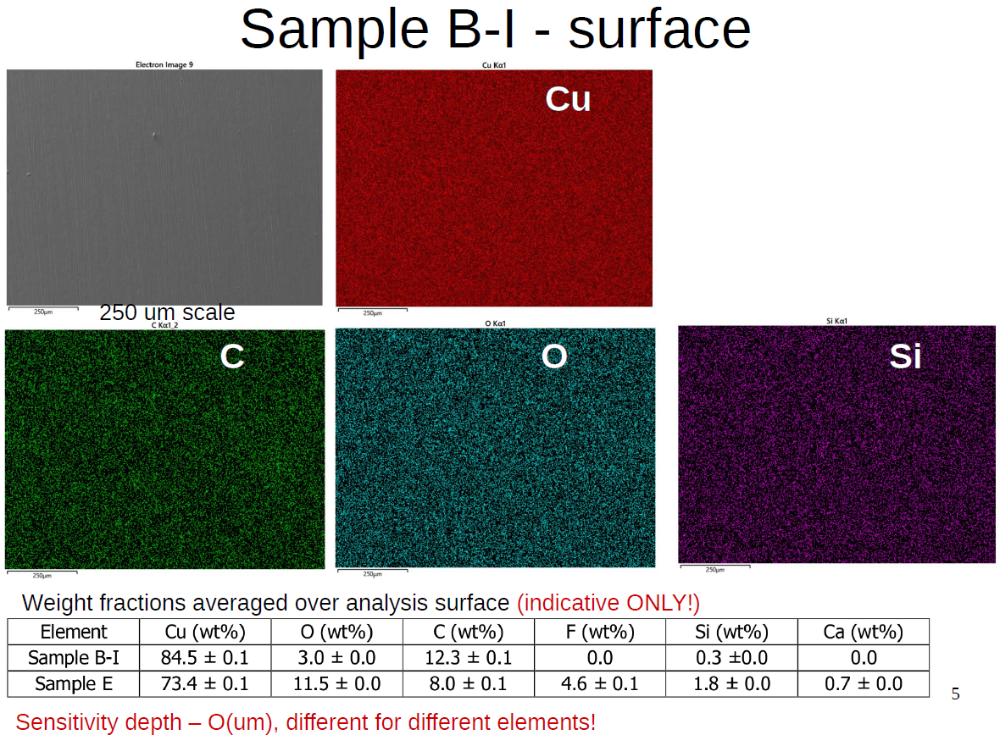 Sample B-I - surface
Electron Image 9
Cu Kα1
Cu
250µm
250 um scale
250µm
C Kα1_2
O Kα1
Si Kα1
C
O
Si
250µm
250µm
250µm
Weight fractions averaged over analysis surface (indicative ONLY!)
Element Cu (wt%) O (wt%) C (wt%) F (wt%) Si (wt%) Ca (wt%)
Sample B-I 84.5 ± 0.1 3.0 ± 0.0 12.3 ± 0.1 0.0 0.3 ±0.0 0.0
Sample E 73.4 ± 0.1 11.5 ± 0.0 8.0 ± 0.1 4.6 ± 0.1 1.8 ± 0.0 0.7 ± 0.0
5
Sensitivity depth – O(um), different for different elements!